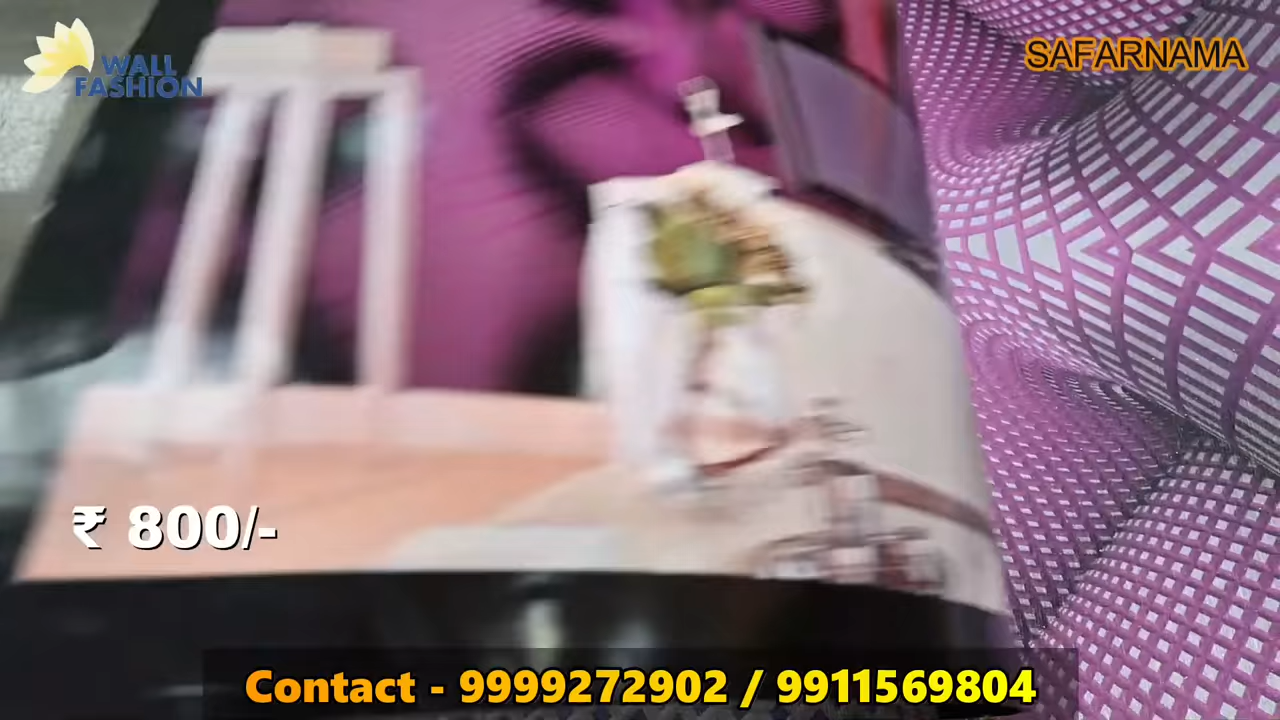 WALL
FASHION
SAFARNAMA
₹ 800/-
Contact - 9999272902 / 9911569804